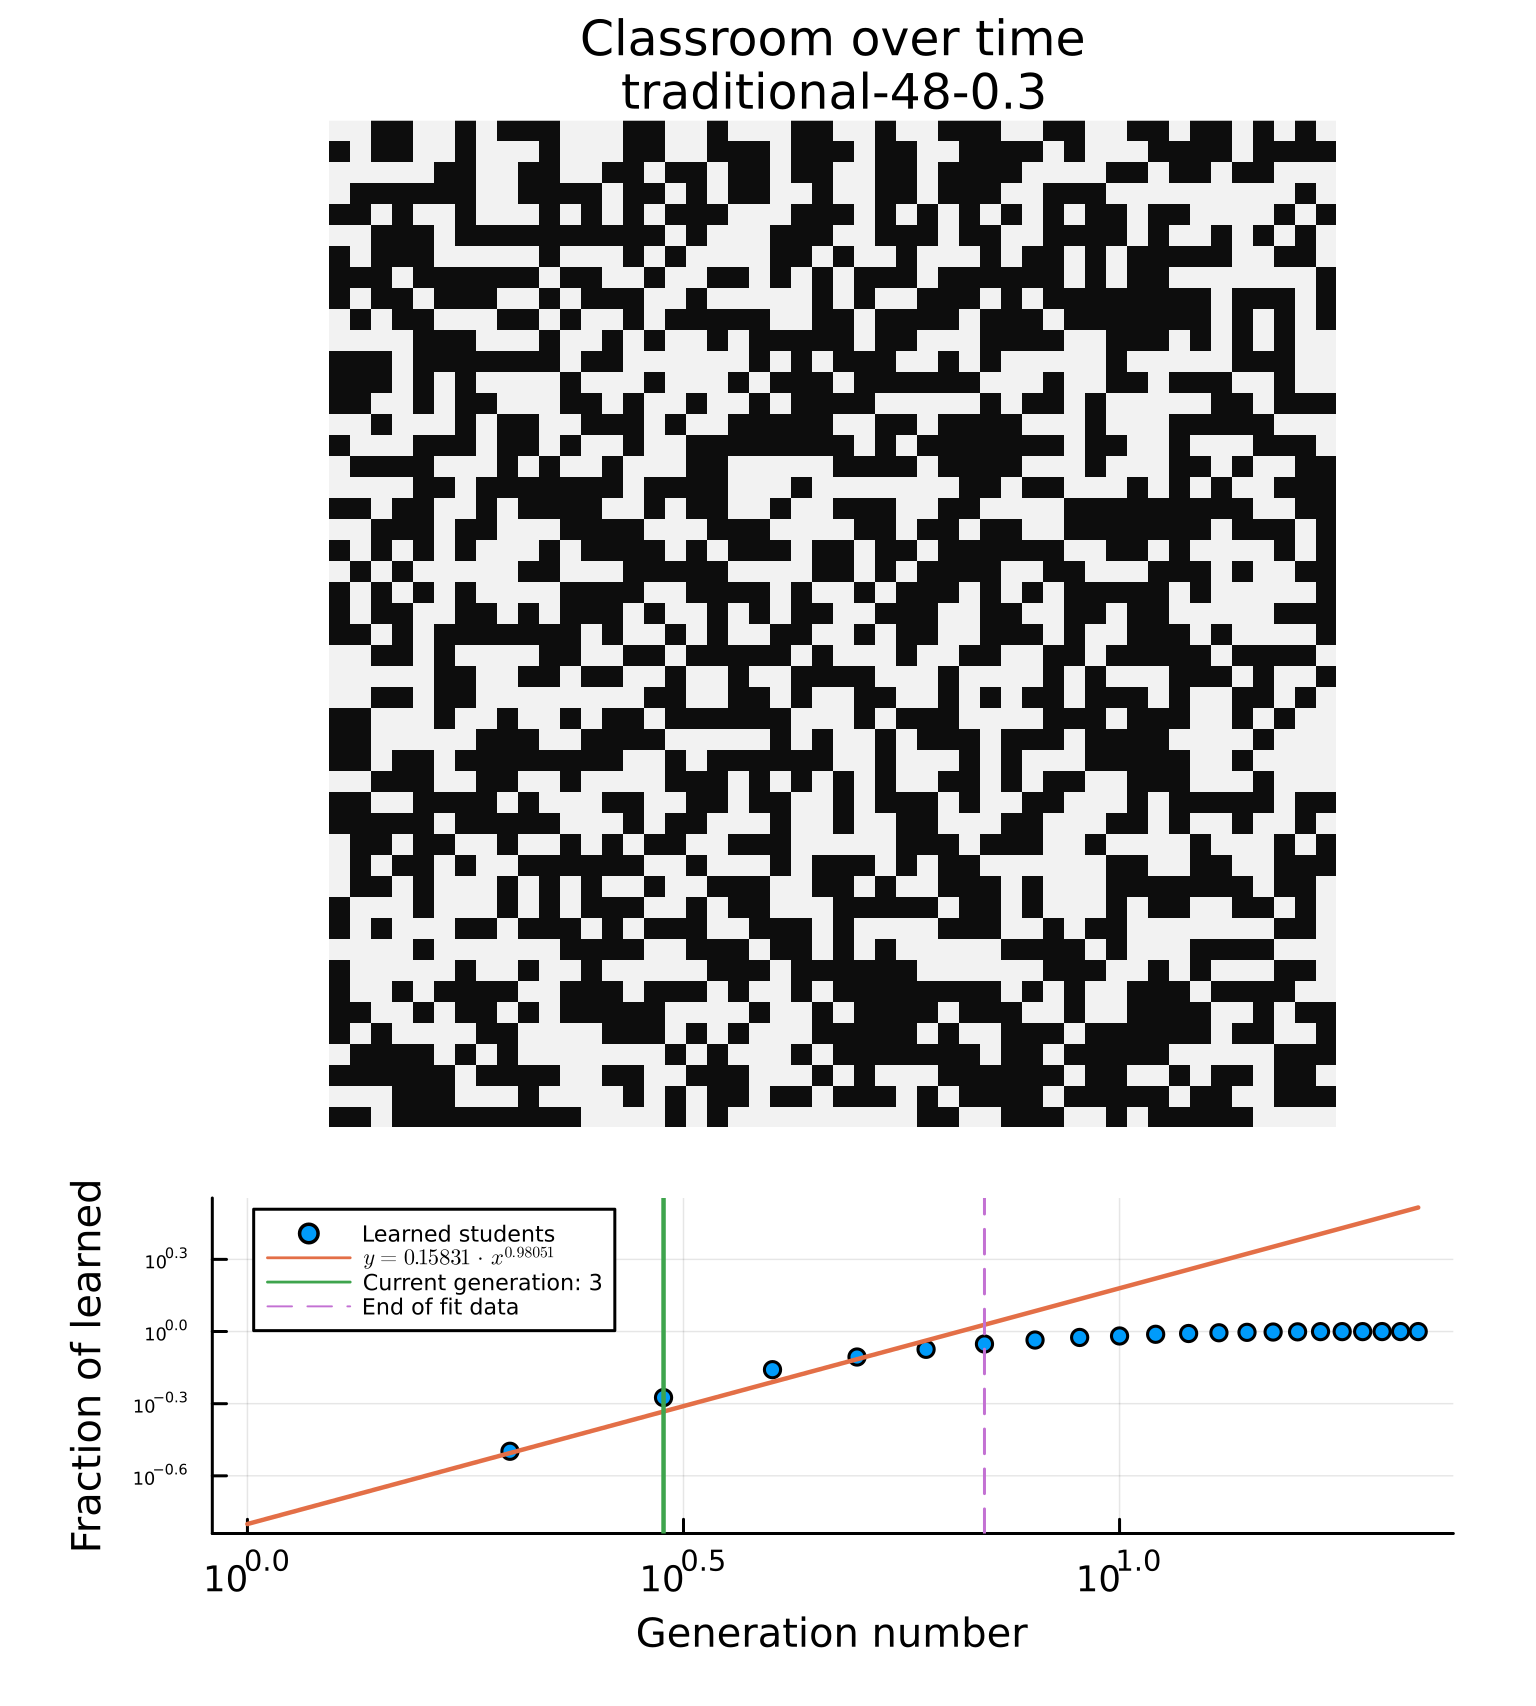 Classroom over time
traditional-48-0.3
Fraction of learned
10^0.3
10^0.0
10^−0.3
10^−0.6
Learned students
y = 0.15831 · x^0.98051
Current generation: 3
End of fit data
10^0.0
10^0.5
10^1.0
Generation number